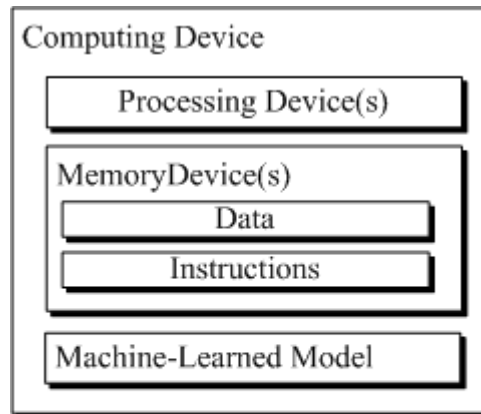 Computing Device
Processing Device(s)
MemoryDevice(s)
Data
Instructions
Machine-Learned Model